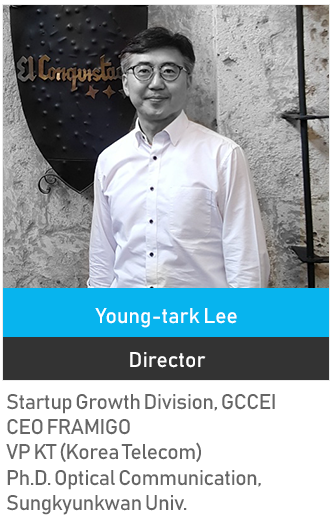 El Conquista
Young-tark Lee
Director
Startup Growth Division, GCCEI
CEO FRAMIGO
VP KT (Korea Telecom)
Ph.D. Optical Communication,
Sungkyunkwan Univ.